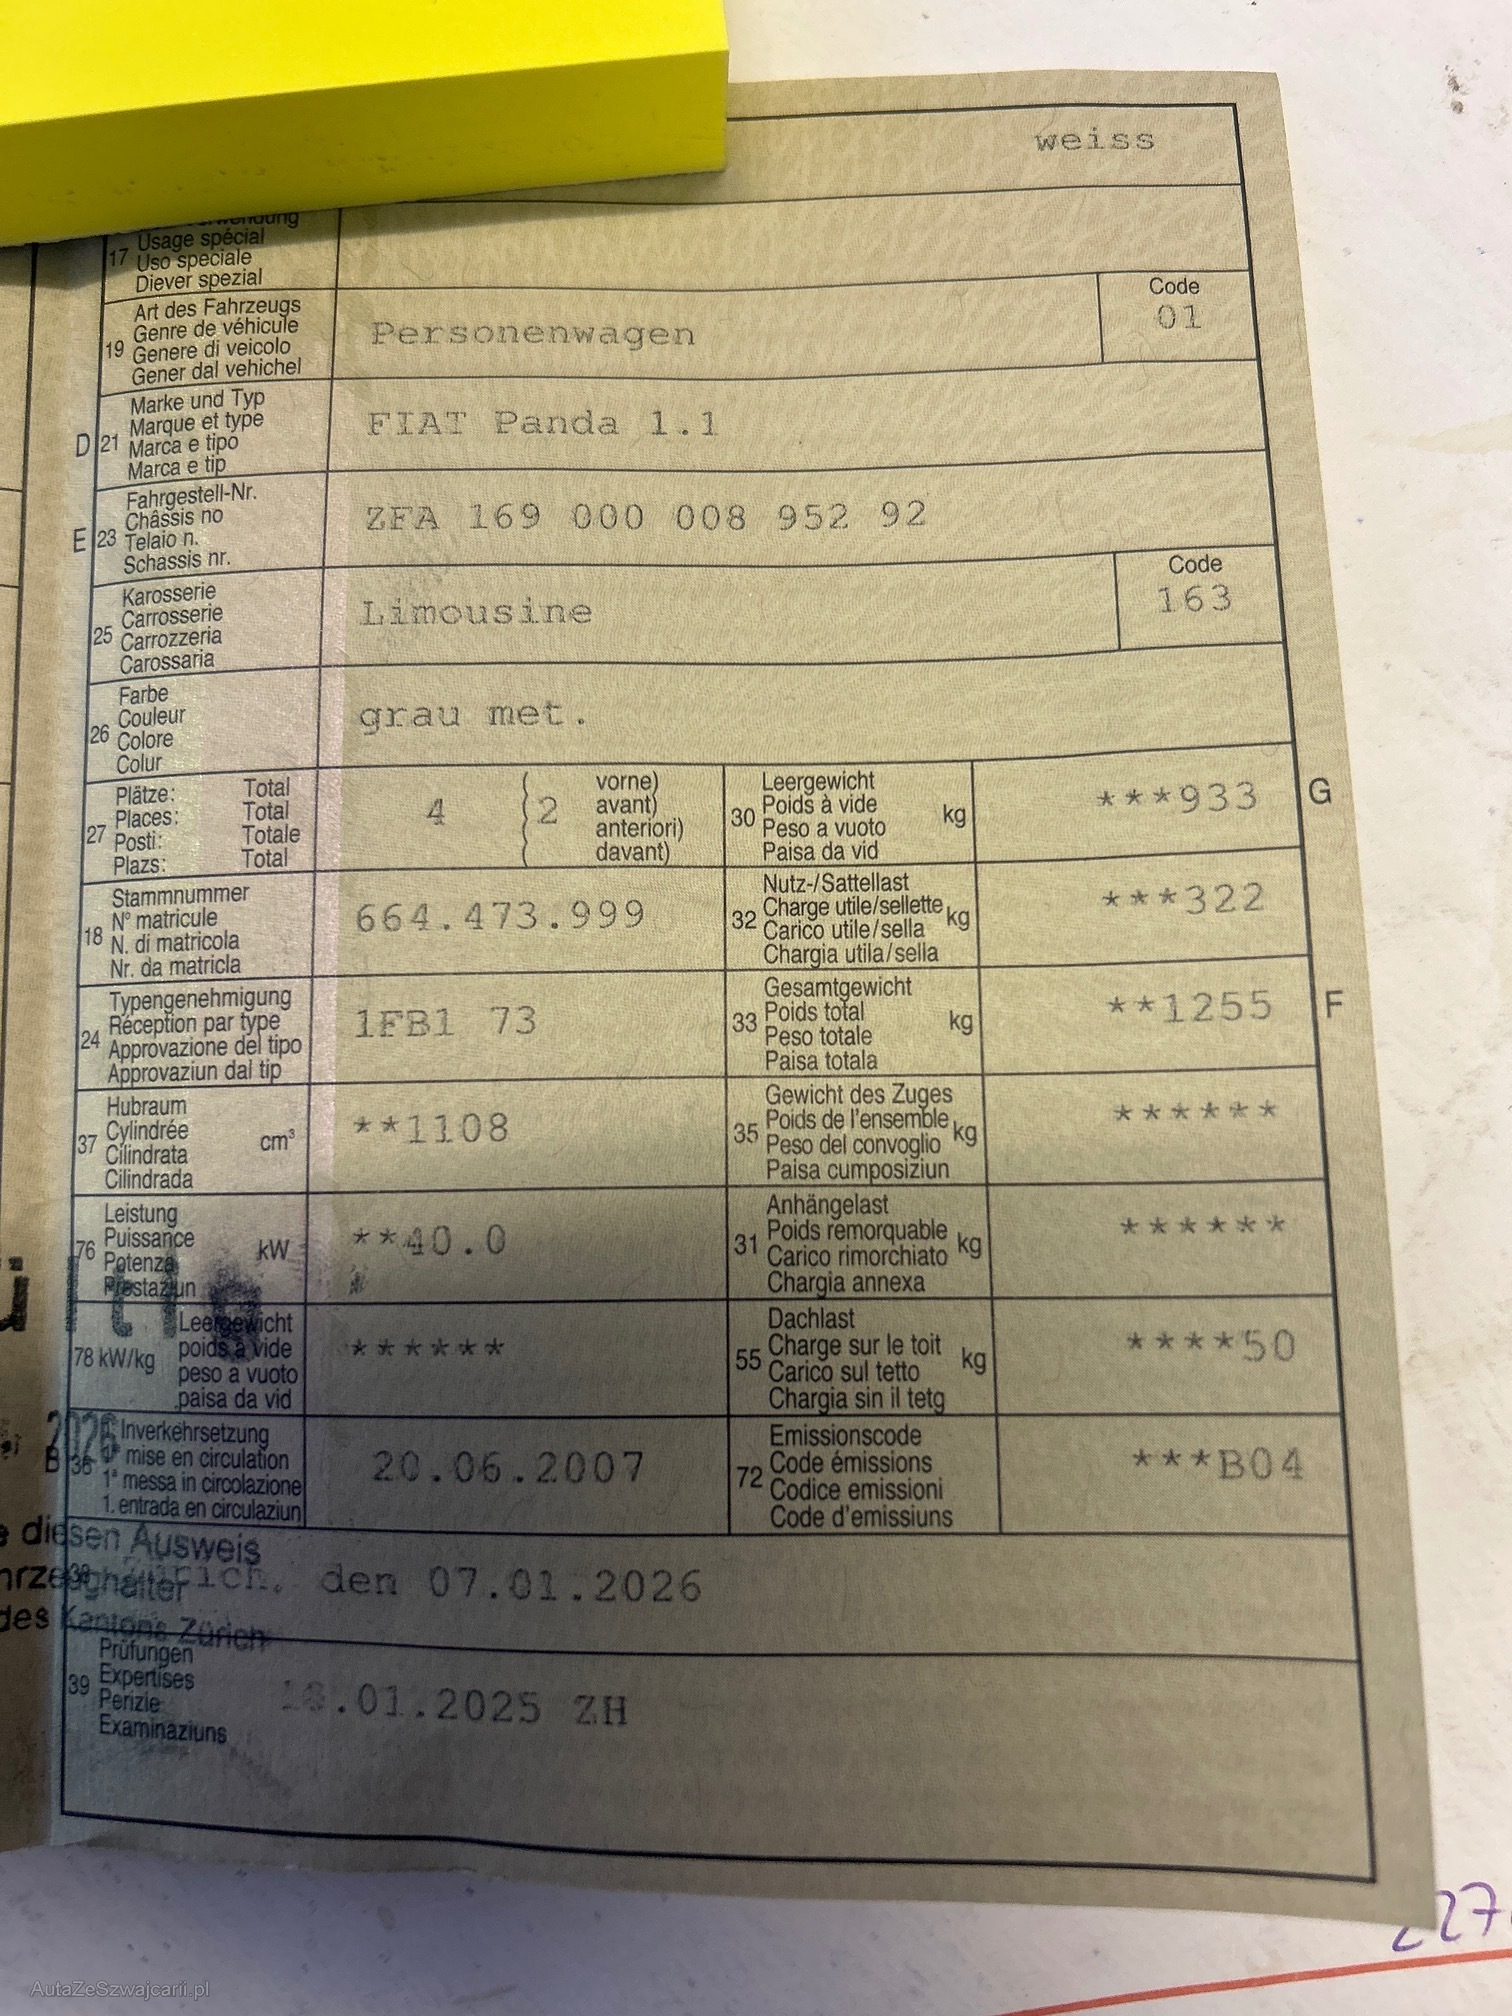 weiss
17 Usage spécial
Uso speciale
Diever spezial
19 Art des Fahrzeugs
Genre de véhicule
Genere di veicolo
Gener dal vehichel
Personenwagen
Code
01
D 21 Marke und Typ
Marque et type
Marca e tipo
Marca e tip
FIAT Panda 1.1
E 23 Fahrgestell-Nr.
Châssis no
Telaio n.
Schassis nr.
ZFA 169 000 008 952 92
25 Karosserie
Carrosserie
Carrozzeria
Carossaria
Limousine
Code
163
26 Farbe
Couleur
Colore
Colur
grau met.
27 Plätze: Total
Places: Total
Posti: Totale
Plazs: Total
4 ( 2 vorne)
( avant)
( anteriori)
( davant)
30 Leergewicht
Poids à vide
Peso a vuoto
Paisa da vid
kg
***933 G
18 Stammnummer
N° matricule
N. di matricola
Nr. da matricla
664.473.999
32 Nutz-/Sattellast
Charge utile/sellette
Carico utile/sella
Chargia utila/sella
kg
***322
24 Typengenehmigung
Réception par type
Approvazione del tipo
Approvaziun dal tip
1FB1 73
33 Gesamtgewicht
Poids total
Peso totale
Paisa totala
kg
**1255 F
37 Hubraum
Cylindrée
Cilindrata
Cilindrada
cm³
**1108
35 Gewicht des Zuges
Poids de l'ensemble
Peso del convoglio
Paisa cumposiziun
kg
******
76 Leistung
Puissance
Potenza
Prestaziun
kW
**40.0
31 Anhängelast
Poids remorquable
Carico rimorchiato
Chargia annexa
kg
******
78 kW/kg Leergewicht
poids à vide
peso a vuoto
paisa da vid
******
55 Dachlast
Charge sur le toit
Carico sul tetto
Chargia sin il tetg
kg
****50
2026
B 36 Inverkehrsetzung
mise en circulation
1ª messa in circolazione
1. entrada en circulaziun
20.06.2007
72 Emissionscode
Code émissions
Codice emissioni
Code d'emissiuns
***B04
diesen Ausweis
38 Zürich, den 07.01.2026
des Kantons Zürich
39 Prüfungen
Expertises
Perizie
Examinaziuns
.01.2025 ZH
227
AutaZeSzwajcarii.pl